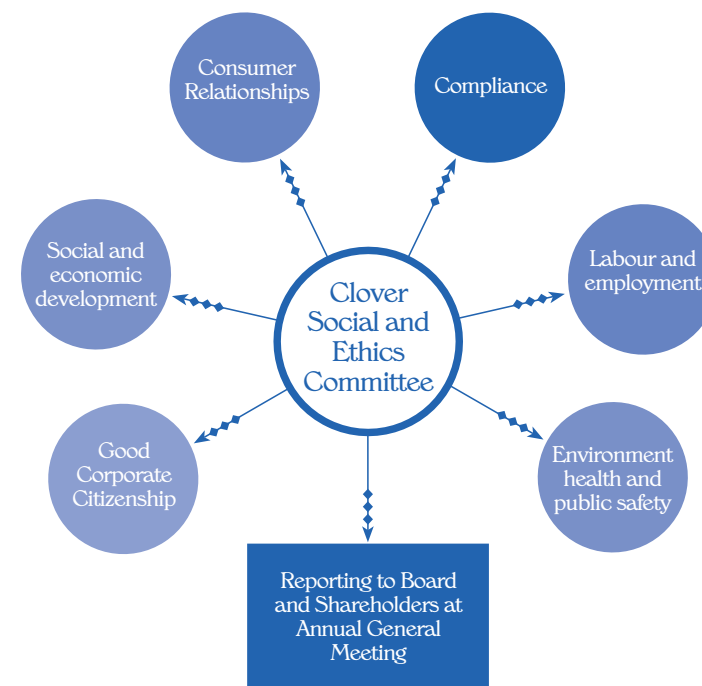 Consumer
Relationships
Compliance
Social and
economic
development
Labour and
employment
Clover
Social and
Ethics
Committee
Good
Corporate
Citizenship
Environment
health and
public safety
Reporting to Board
and Shareholders at
Annual General
Meeting